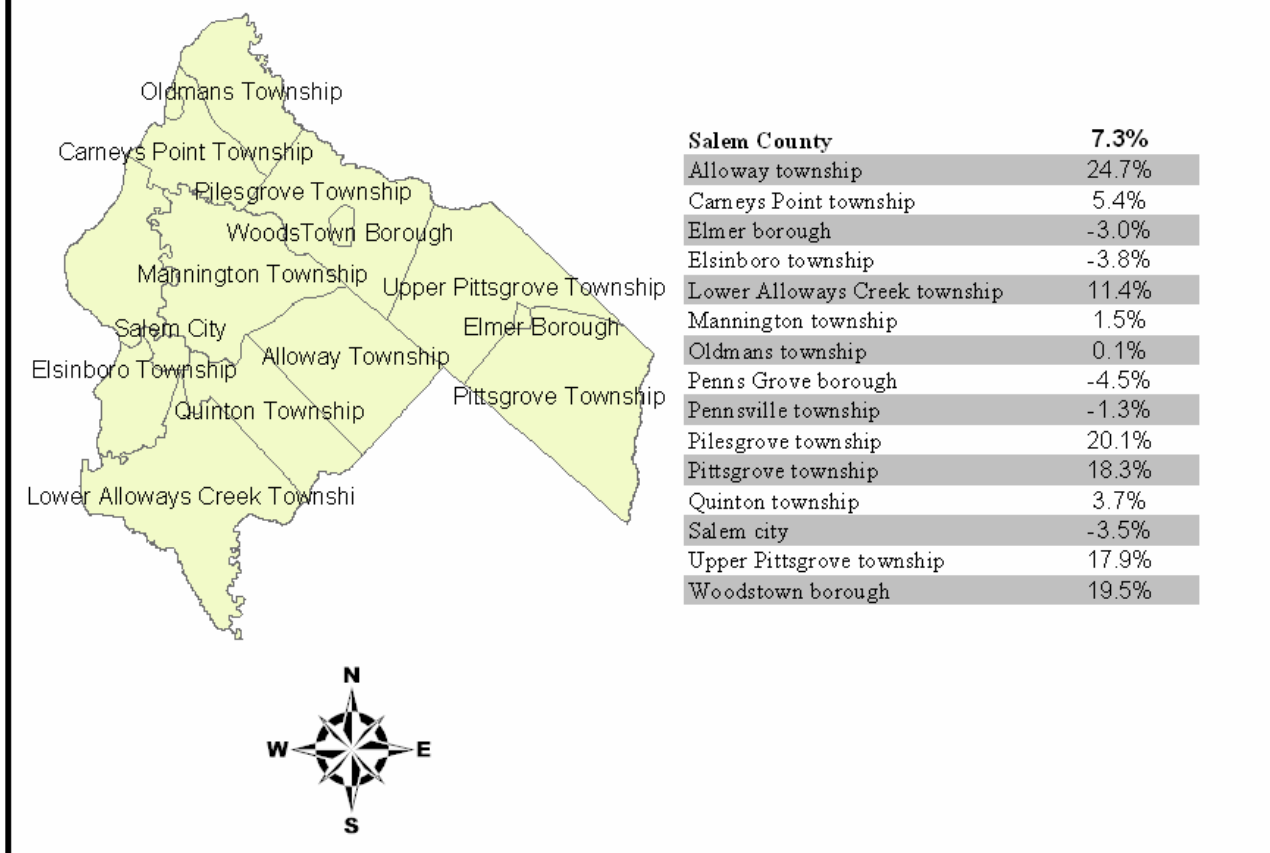 Oldmans Township
Carneys Point Township
Pilesgrove Township
WoodsTown Borough
Mannington Township
Upper Pittsgrove Township
Salem City
Elmer Borough
Elsinboro Township
Alloway Township
Pittsgrove Township
Quinton Township
Lower Alloways Creek Townshi
Salem County 7.3%
Alloway township 24.7%
Carneys Point township 5.4%
Elmer borough -3.0%
Elsinboro township -3.8%
Lower Alloways Creek township 11.4%
Mannington township 1.5%
Oldmans township 0.1%
Penns Grove borough -4.5%
Pennsville township -1.3%
Pilesgrove township 20.1%
Pittsgrove township 18.3%
Quinton township 3.7%
Salem city -3.5%
Upper Pittsgrove township 17.9%
Woodstown borough 19.5%
N
W E
S